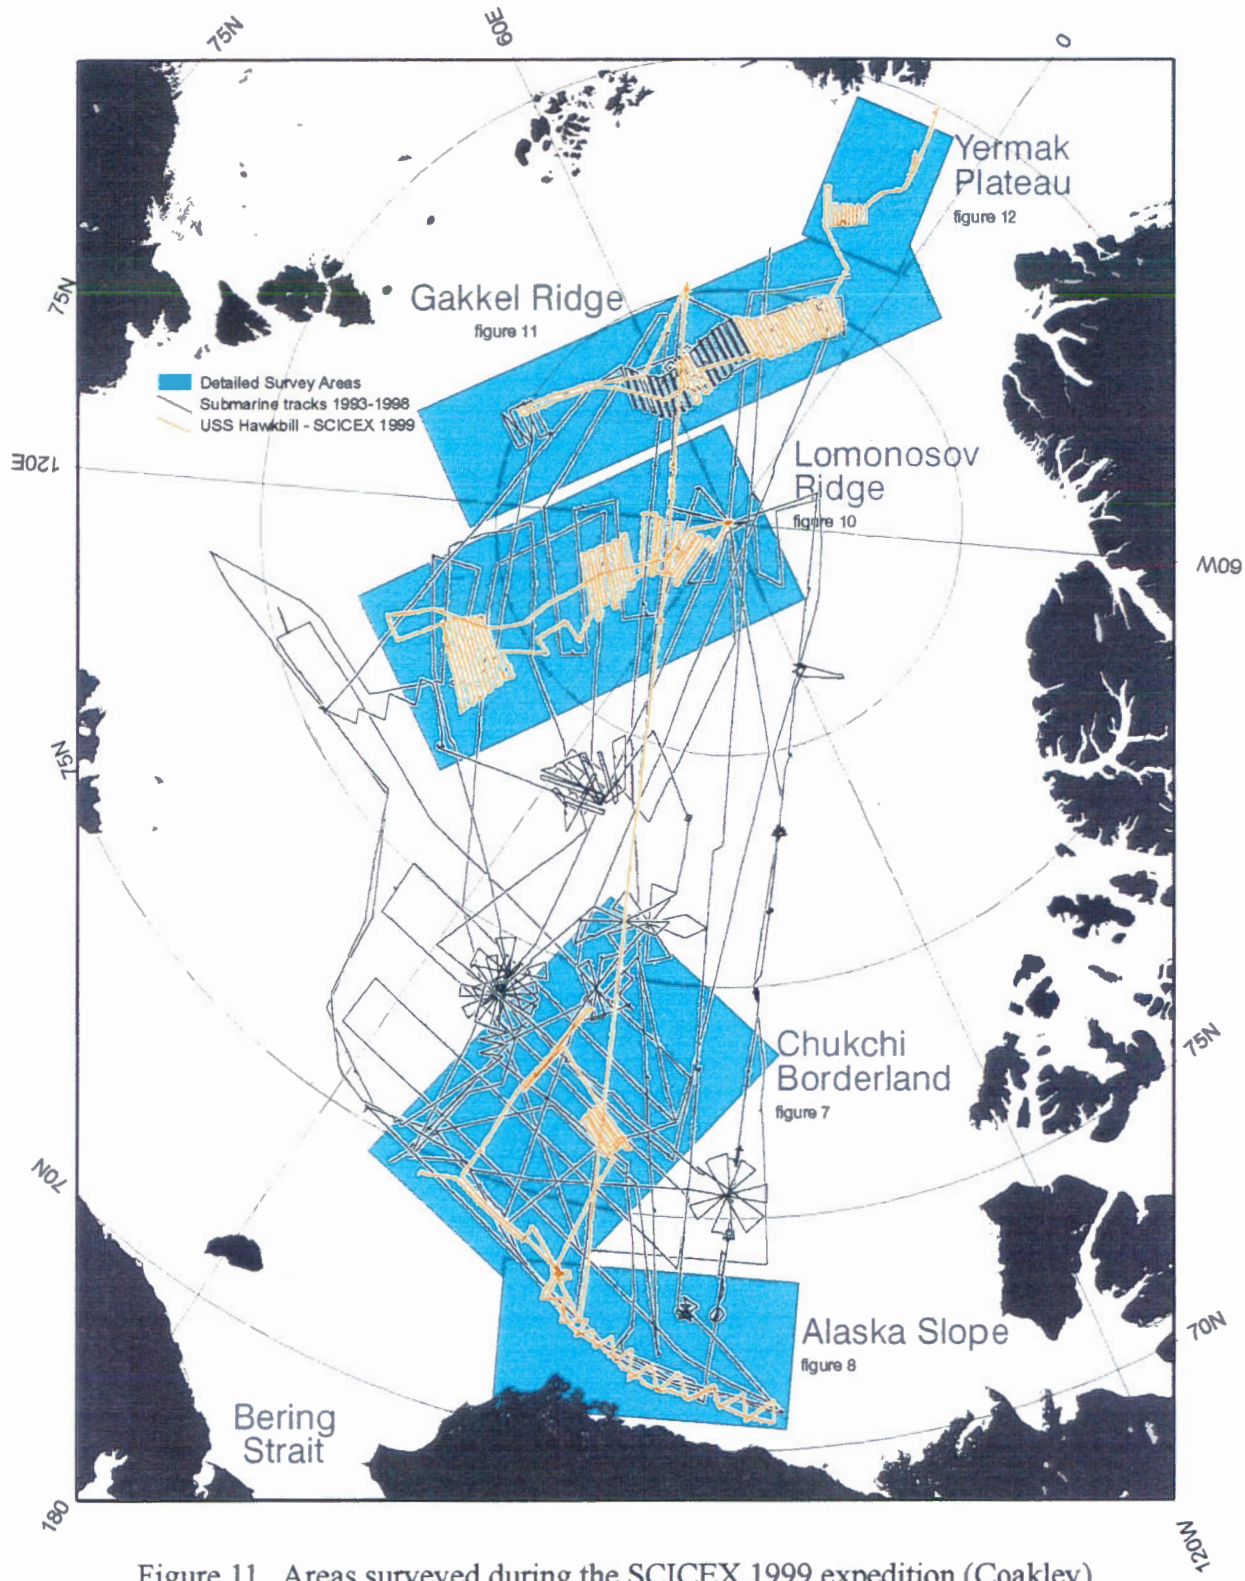 75N
60E
0
Yermak
Plateau
figure 12
75N
Gakkel Ridge
figure 11
Detailed Survey Areas
Submarine tracks 1993-1998
USS Hawkbill - SCICEX 1999
120E
Lomonosov
Ridge
figure 10
60W
75N
Chukchi
Borderland
figure 7
75N
70N
Alaska Slope
figure 8
70N
Bering
Strait
180
120W
Figure 11. Areas surveyed during the SCICEX 1999 expedition (Coakley)